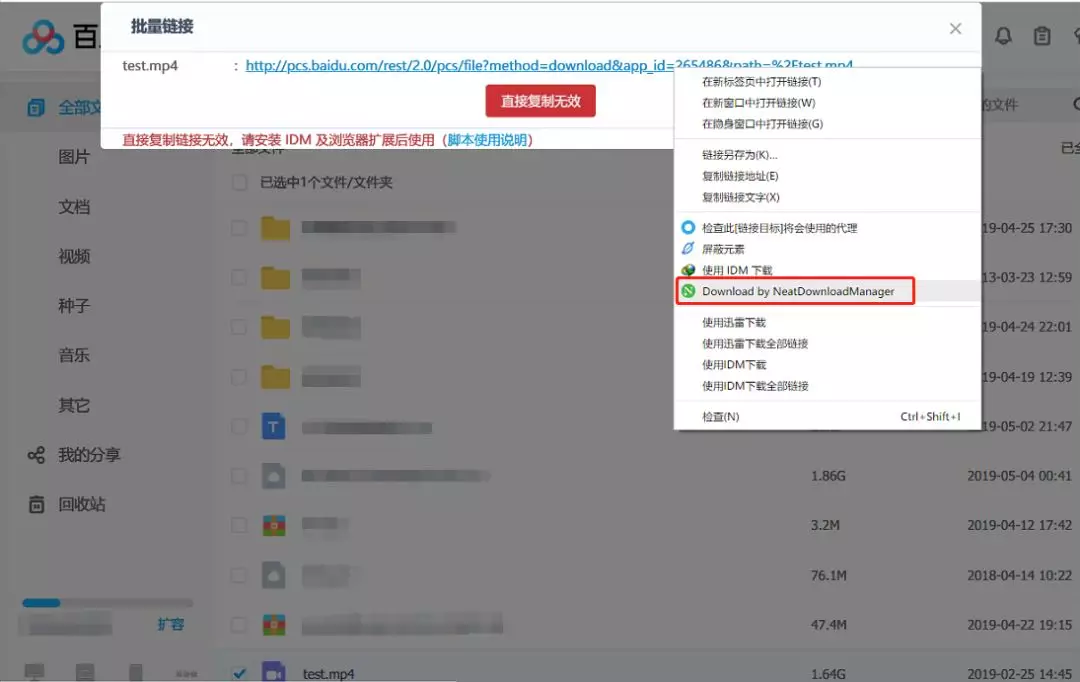 百
批量链接
test.mp4 : http://pcs.baidu.com/rest/2.0/pcs/file?method=download&app_id=265486&path=%2Ftest.mp4
直接复制无效
直接复制链接无效，请安装 IDM 及浏览器扩展后使用（脚本使用说明）
在新标签页中打开链接(T)
在新窗口中打开链接(W)
在隐身窗口中打开链接(G)
链接另存为(K)...
复制链接地址(E)
复制链接文字(X)
检查此[链接目标]将会使用的代理
屏蔽元素
使用 IDM 下载
Download by NeatDownloadManager
使用迅雷下载
使用迅雷下载全部链接
使用IDM下载
使用IDM下载全部链接
检查(N) Ctrl+Shift+I
全部文
图片
文档
视频
种子
音乐
其它
我的分享
回收站
扩容
的文件
已全
全部文件
已选中1个文件/文件夹
19-04-25 17:30
13-03-23 12:59
19-04-24 22:01
19-04-19 12:39
19-05-02 21:47
1.86G 2019-05-04 00:41
3.2M 2019-04-12 17:42
76.1M 2018-04-14 10:22
47.4M 2019-04-22 19:15
test.mp4 1.64G 2019-02-25 14:45